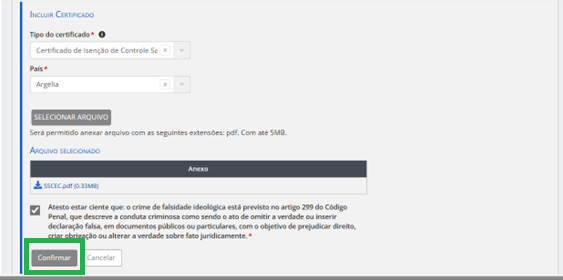 Incluir Certificado
Tipo do certificado*
Certificado de Isenção de Controle Sa ×
País*
Argélia ×
SELECIONAR ARQUIVO
Será permitido anexar arquivo com as seguintes extensões: pdf. Com até 5MB.
Arquivo selecionado
Anexo
SSCEC.pdf (0.33MB)
Atesto estar ciente que: o crime de falsidade ideológica está previsto no artigo 299 do Código
Penal, que descreve a conduta criminosa como sendo o ato de omitir a verdade ou inserir
declaração falsa, em documentos públicos ou particulares, com o objetivo de prejudicar direito,
criar obrigação ou alterar a verdade sobre fato juridicamente.*
Confirmar Cancelar